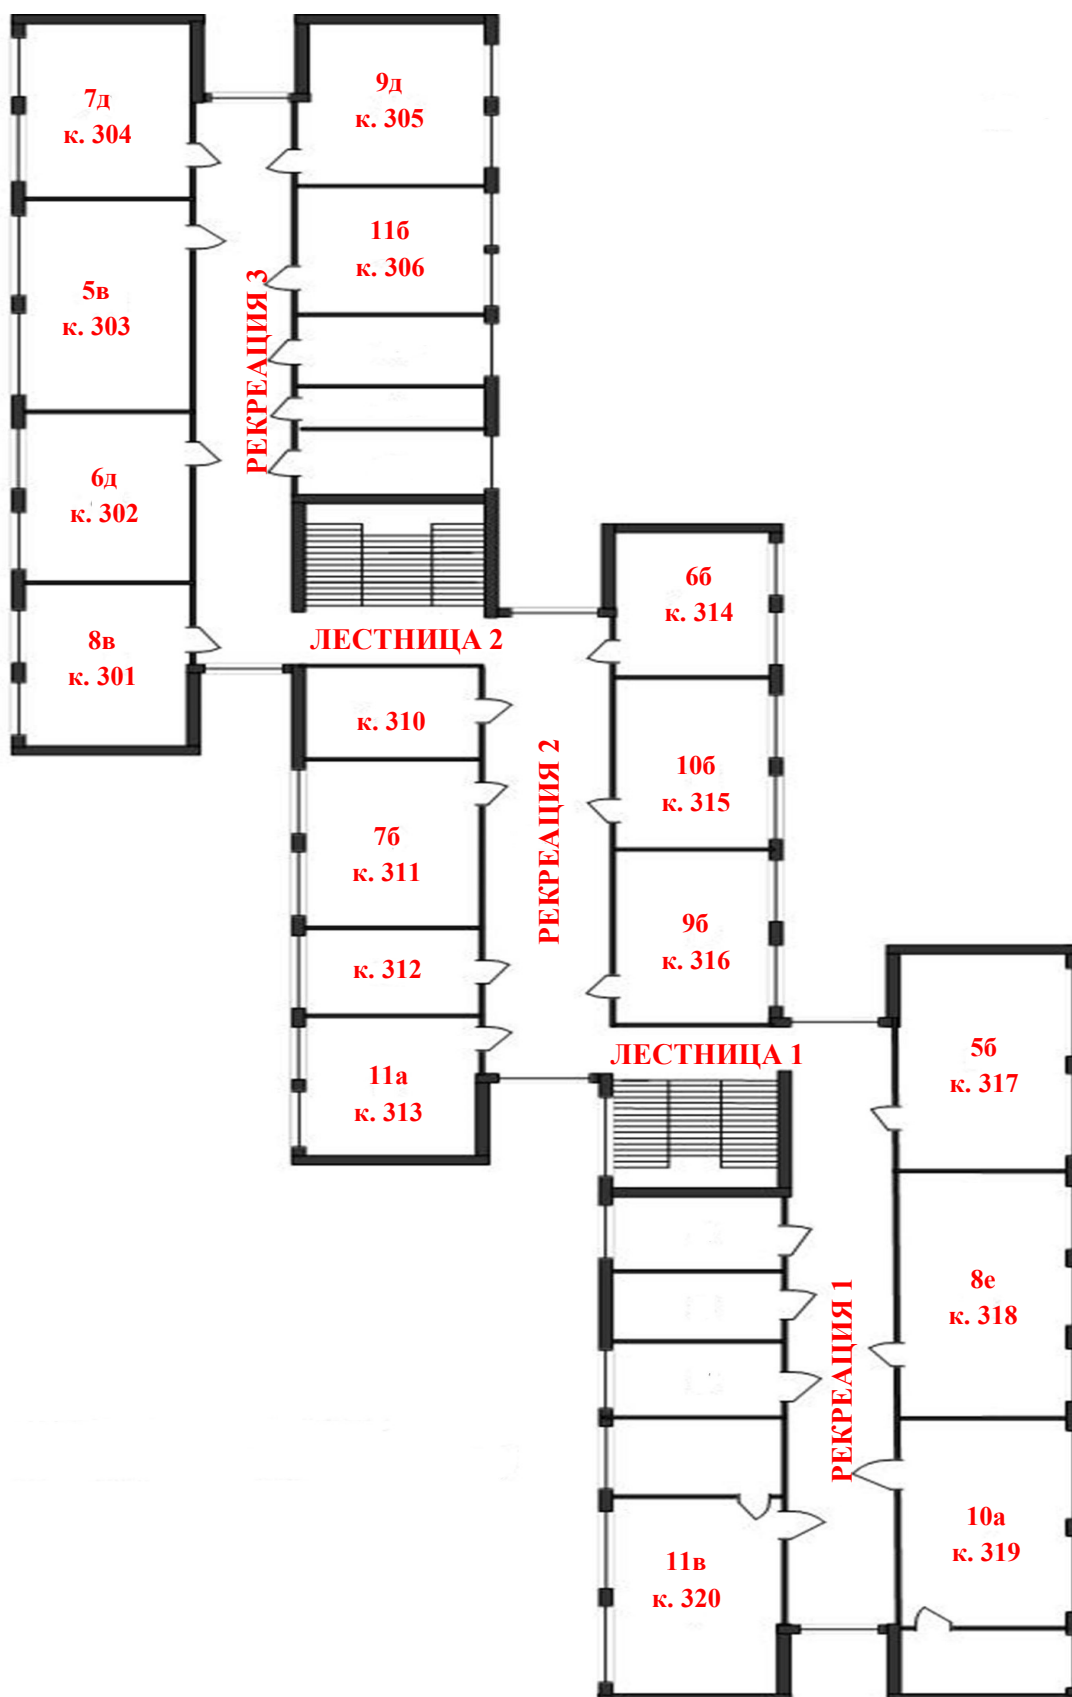 7д
к. 304
9д
к. 305
11б
к. 306
5в
к. 303
РЕКРЕАЦИЯ 3
6д
к. 302
8в
к. 301
ЛЕСТНИЦА 2
6б
к. 314
к. 310
10б
к. 315
7б
к. 311
РЕКРЕАЦИЯ 2
9б
к. 316
к. 312
11а
к. 313
ЛЕСТНИЦА 1
5б
к. 317
8е
к. 318
РЕКРЕАЦИЯ 1
10а
к. 319
11в
к. 320